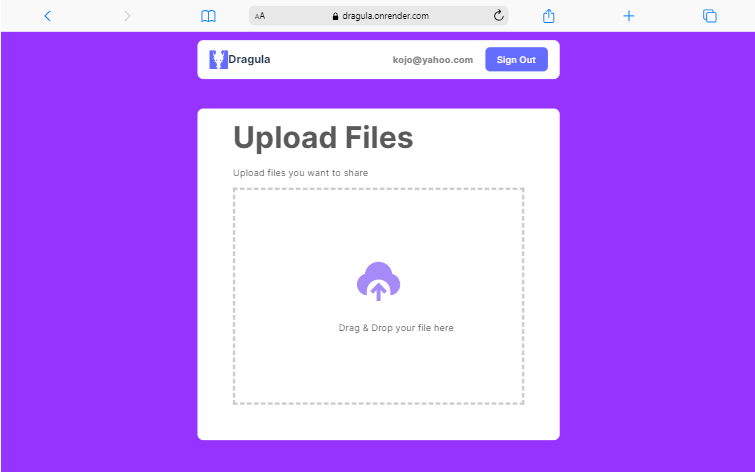 AA dragula.onrender.com
Dragula kojo@yahoo.com Sign Out
Upload Files
Upload files you want to share
Drag & Drop your file here